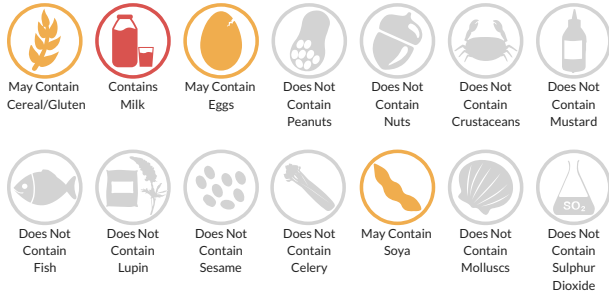 May Contain
Cereal/Gluten
Contains
Milk
May Contain
Eggs
Does Not
Contain
Peanuts
Does Not
Contain
Nuts
Does Not
Contain
Crustaceans
Does Not
Contain
Mustard
SO₂
Does Not
Contain
Fish
Does Not
Contain
Lupin
Does Not
Contain
Sesame
Does Not
Contain
Celery
May Contain
Soya
Does Not
Contain
Molluscs
Does Not
Contain
Sulphur
Dioxide